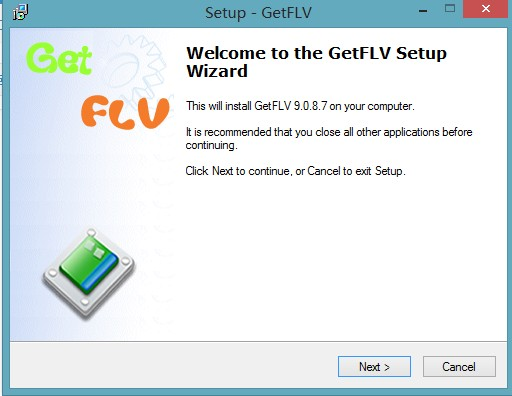 Setup - GetFLV
Get
FLV
Welcome to the GetFLV Setup
Wizard
This will install GetFLV 9.0.8.7 on your computer.
It is recommended that you close all other applications before
continuing.
Click Next to continue, or Cancel to exit Setup.
Next >
Cancel